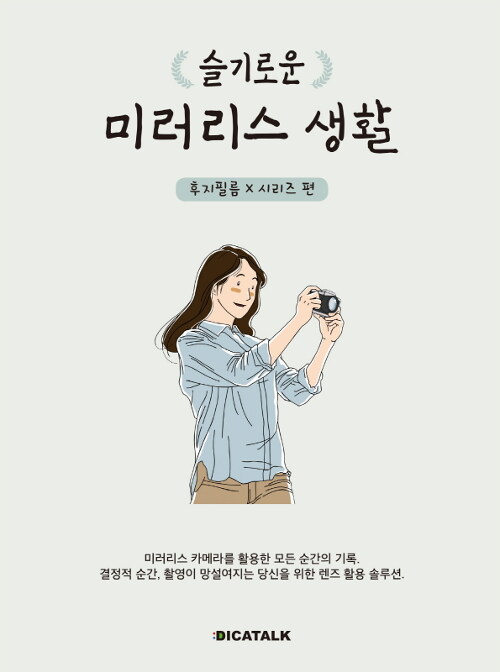 슬기로운
미러리스 생활
후지필름 X 시리즈 편
미러리스 카메라를 활용한 모든 순간의 기록.
결정적 순간, 촬영이 망설여지는 당신을 위한 렌즈 활용 솔루션.
DICATALK